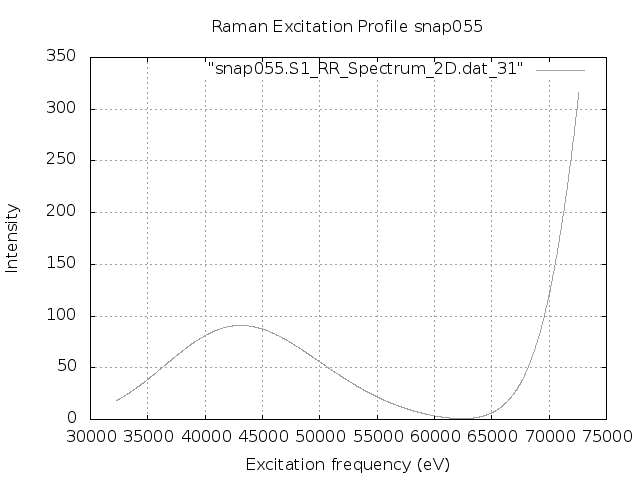 Raman Excitation Profile snap055
"snap055.S1_RR_Spectrum_2D.dat_31"
350
300
250
200
150
100
50
0
Intensity
30000 35000 40000 45000 50000 55000 60000 65000 70000 75000
Excitation frequency (eV)